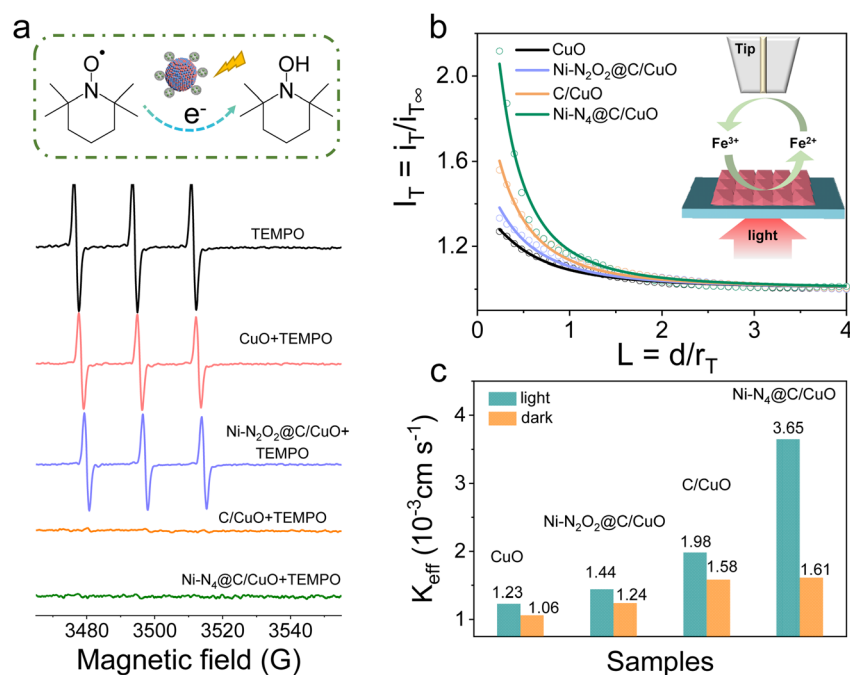 a
O•
N
e⁻
OH
N
TEMPO
CuO+TEMPO
Ni-N₂O₂@C/CuO+
TEMPO
C/CuO+TEMPO
Ni-N₄@C/CuO+TEMPO
3480 3500 3520 3540
Magnetic field (G)
b
CuO
Ni-N₂O₂@C/CuO
C/CuO
Ni-N₄@C/CuO
Tip
Fe³⁺ Fe²⁺
light
2.0
1.6
1.2
I_T = i_T/i_T∞
0 1 2 3 4
L = d/r_T
c
light
dark
CuO
Ni-N₂O₂@C/CuO
C/CuO
Ni-N₄@C/CuO
1.23 1.06
1.44 1.24
1.98 1.58
3.65 1.61
4
3
2
1
K_eff (10⁻³cm s⁻¹)
Samples